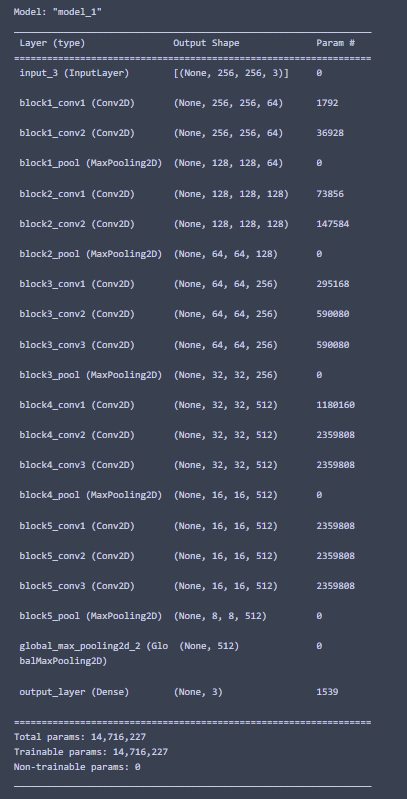 Model: "model_1"
_________________________________________________________________
Layer (type) Output Shape Param #
=================================================================
input_3 (InputLayer) [(None, 256, 256, 3)] 0
block1_conv1 (Conv2D) (None, 256, 256, 64) 1792
block1_conv2 (Conv2D) (None, 256, 256, 64) 36928
block1_pool (MaxPooling2D) (None, 128, 128, 64) 0
block2_conv1 (Conv2D) (None, 128, 128, 128) 73856
block2_conv2 (Conv2D) (None, 128, 128, 128) 147584
block2_pool (MaxPooling2D) (None, 64, 64, 128) 0
block3_conv1 (Conv2D) (None, 64, 64, 256) 295168
block3_conv2 (Conv2D) (None, 64, 64, 256) 590080
block3_conv3 (Conv2D) (None, 64, 64, 256) 590080
block3_pool (MaxPooling2D) (None, 32, 32, 256) 0
block4_conv1 (Conv2D) (None, 32, 32, 512) 1180160
block4_conv2 (Conv2D) (None, 32, 32, 512) 2359808
block4_conv3 (Conv2D) (None, 32, 32, 512) 2359808
block4_pool (MaxPooling2D) (None, 16, 16, 512) 0
block5_conv1 (Conv2D) (None, 16, 16, 512) 2359808
block5_conv2 (Conv2D) (None, 16, 16, 512) 2359808
block5_conv3 (Conv2D) (None, 16, 16, 512) 2359808
block5_pool (MaxPooling2D) (None, 8, 8, 512) 0
global_max_pooling2d_2 (Glo (None, 512) 0
balMaxPooling2D)
output_layer (Dense) (None, 3) 1539
=================================================================
Total params: 14,716,227
Trainable params: 14,716,227
Non-trainable params: 0
_________________________________________________________________